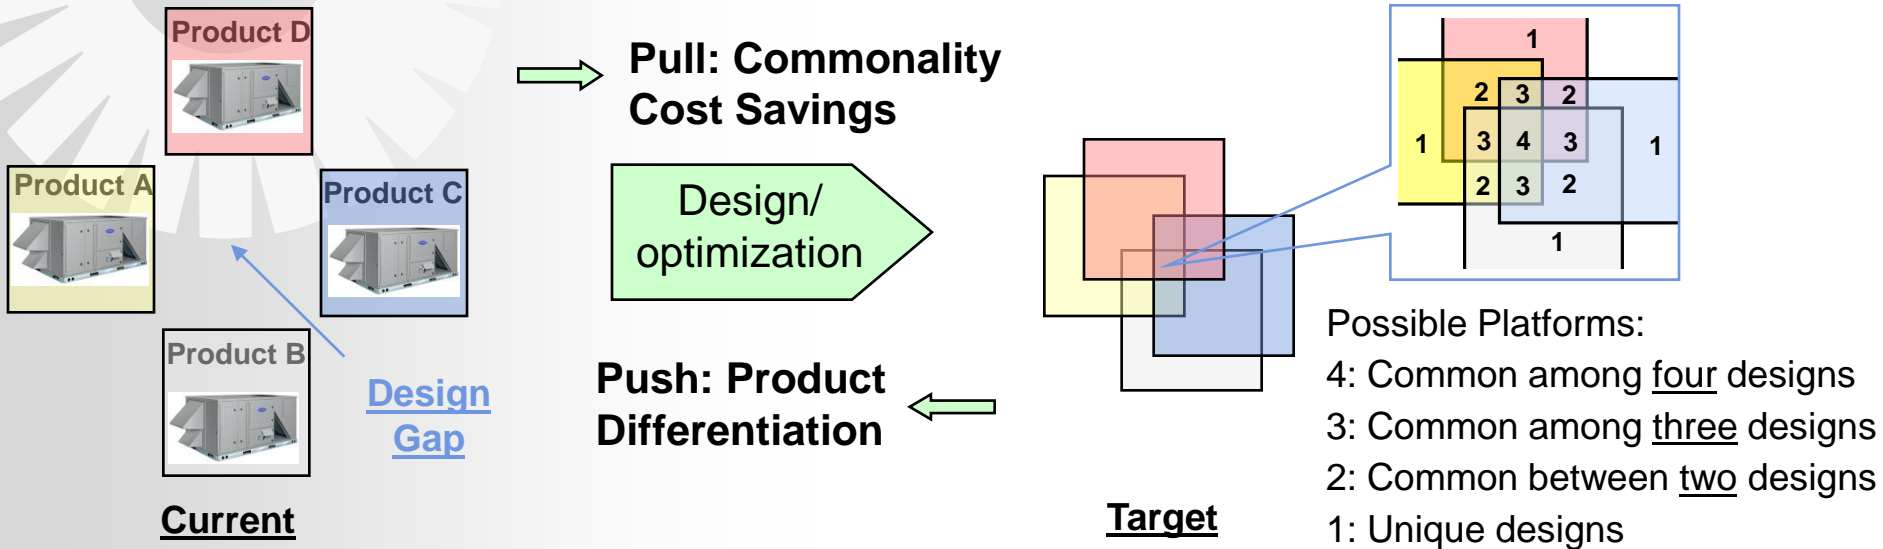 Product D
Product A
Product C
Product B
Design
Gap
Current
Pull: Commonality
Cost Savings
Design/
optimization
Push: Product
Differentiation
Target
1
2 3 2
1 3 4 3 1
2 3 2
1
Possible Platforms:
4: Common among four designs
3: Common among three designs
2: Common between two designs
1: Unique designs